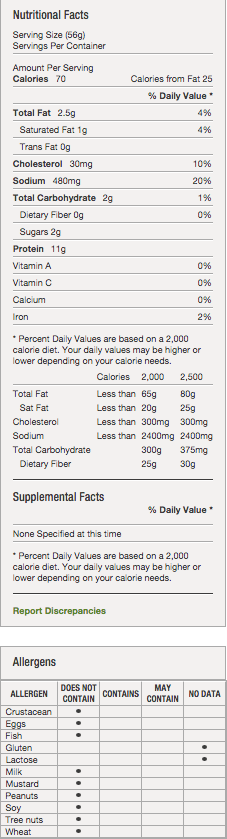 Nutritional Facts
Serving Size (56g)
Servings Per Container
Amount Per Serving
Calories 70 Calories from Fat 25
% Daily Value *
Total Fat 2.5g 4%
Saturated Fat 1g 4%
Trans Fat 0g
Cholesterol 30mg 10%
Sodium 480mg 20%
Total Carbohydrate 2g 1%
Dietary Fiber 0g 0%
Sugars 2g
Protein 11g
Vitamin A 0%
Vitamin C 0%
Calcium 0%
Iron 2%
* Percent Daily Values are based on a 2,000
calorie diet. Your daily values may be higher or
lower depending on your calorie needs.
Calories 2,000 2,500
Total Fat Less than 65g 80g
Sat Fat Less than 20g 25g
Cholesterol Less than 300mg 300mg
Sodium Less than 2400mg 2400mg
Total Carbohydrate 300g 375mg
Dietary Fiber 25g 30g
Supplemental Facts
% Daily Value *
None Specified at this time
* Percent Daily Values are based on a 2,000
calorie diet. Your daily values may be higher or
lower depending on your calorie needs.
Report Discrepancies
Allergens
ALLERGEN DOES NOT CONTAIN CONTAINS MAY CONTAIN NO DATA
Crustacean •
Eggs •
Fish •
Gluten •
Lactose •
Milk •
Mustard •
Peanuts •
Soy •
Tree nuts •
Wheat •